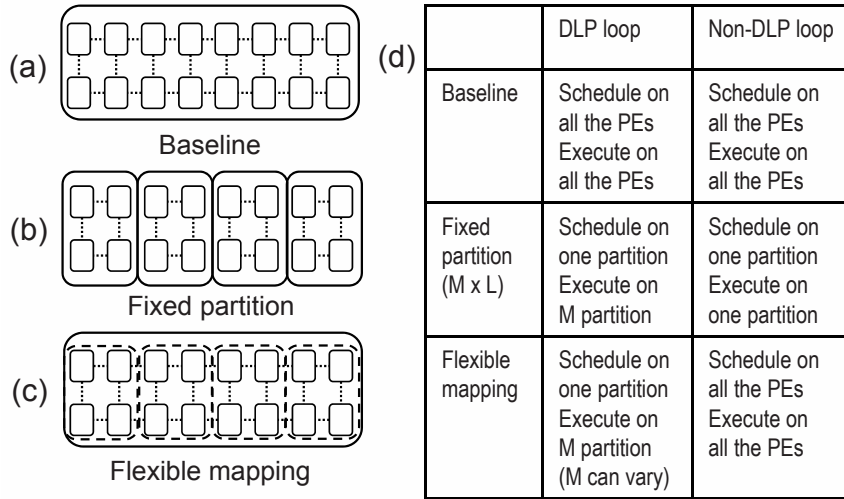 (a)
Baseline
(b)
Fixed partition
(c)
Flexible mapping
(d)
DLP loop
Non-DLP loop
Baseline
Schedule on
all the PEs
Execute on
all the PEs
Schedule on
all the PEs
Execute on
all the PEs
Fixed
partition
(M x L)
Schedule on
one partition
Execute on
M partition
Schedule on
one partition
Execute on
one partition
Flexible
mapping
Schedule on
one partition
Execute on
M partition
(M can vary)
Schedule on
all the PEs
Execute on
all the PEs